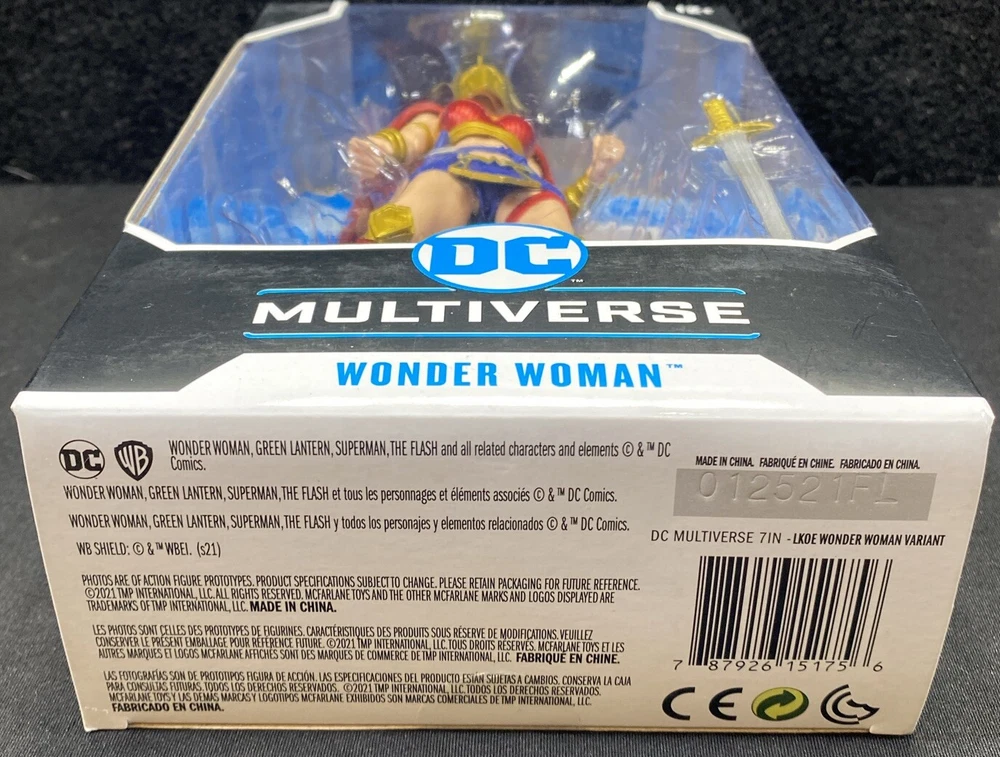 12+
DC
™
MULTIVERSE
WONDER WOMAN™
DC WB
WONDER WOMAN, GREEN LANTERN, SUPERMAN, THE FLASH and all related characters and elements © & ™ DC
Comics.
WONDER WOMAN, GREEN LANTERN, SUPERMAN, THE FLASH et tous les personnages et éléments associés © & ™ DC Comics.
WONDER WOMAN, GREEN LANTERN, SUPERMAN, THE FLASH y todos los personajes y elementos relacionados © & ™ DC Comics.
WB SHIELD: © & ™ WBEI. (s21)
PHOTOS ARE OF ACTION FIGURE PROTOTYPES. PRODUCT SPECIFICATIONS SUBJECT TO CHANGE. PLEASE RETAIN PACKAGING FOR FUTURE REFERENCE.
©2021 TMP INTERNATIONAL, LLC. ALL RIGHTS RESERVED. MCFARLANE TOYS AND THE OTHER MCFARLANE MARKS AND LOGOS DISPLAYED ARE
TRADEMARKS OF TMP INTERNATIONAL, LLC. MADE IN CHINA.
LES PHOTOS SONT CELLES DES PROTOTYPES DE FIGURINES. CARACTÉRISTIQUES DES PRODUITS SOUS RÉSERVE DE MODIFICATIONS. VEUILLEZ
CONSERVER LE PRÉSENT EMBALLAGE POUR RÉFÉRENCE FUTURE. ©2021 TMP INTERNATIONAL, LLC. TOUS DROITS RÉSERVÉS. MCFARLANE TOYS ET LES
AUTRES MARQUES ET LOGOS MCFARLANE AFFICHÉS SONT DES MARQUES DE COMMERCE DE TMP INTERNATIONAL, LLC. FABRIQUÉ EN CHINE.
LAS FOTOGRAFÍAS SON DE PROTOTIPOS FIGURA DE ACCIÓN. LAS ESPECIFICACIONES DEL PRODUCTO ESTÁN SUJETAS A CAMBIOS. CONSERVA LA CAJA
PARA CONSULTAS FUTURAS. TODOS LOS DERECHOS RESERVADOS. ©2021 TMP INTERNATIONAL, LLC. TODOS LOS DERECHOS RESERVADOS.
MCFARLANE TOYS Y LAS DEMÁS MARCAS Y LOGOTIPOS MCFARLANE EXHIBIDOS SON MARCAS COMERCIALES DE TMP INTERNATIONAL, LLC.
FABRICADO EN CHINA.
MADE IN CHINA. FABRIQUÉ EN CHINE. FABRICADO EN CHINA.
012521FL
DC MULTIVERSE 7IN - LKOE WONDER WOMAN VARIANT
7 87926 15175 6
CE